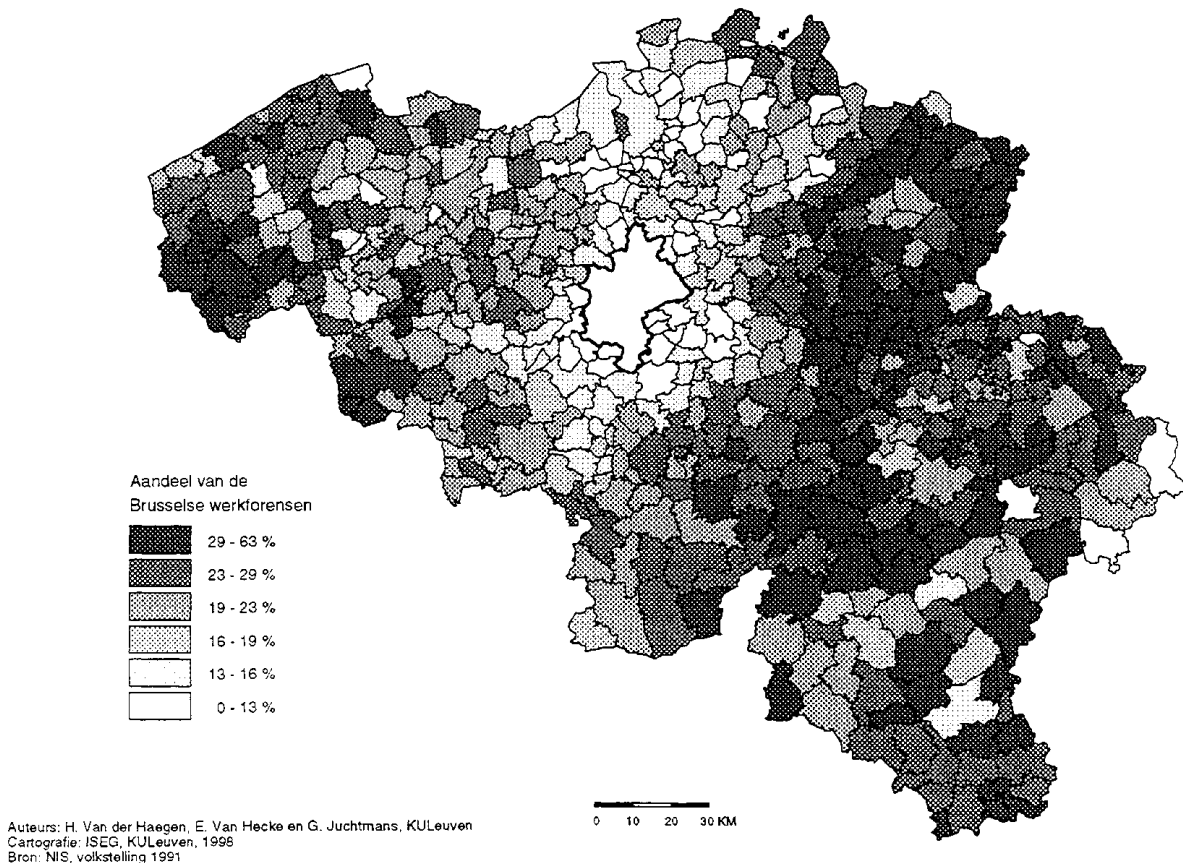 Aandeel van de
Brusselse werkforensen
29 - 63 %
23 - 29 %
19 - 23 %
16 - 19 %
13 - 16 %
0 - 13 %
0 10 20 30 KM
Auteurs: H. Van der Haegen, E. Van Hecke en G. Juchtmans, KULeuven
Cartografie: ISEG, KULeuven, 1998
Bron: NIS, volkstelling 1991